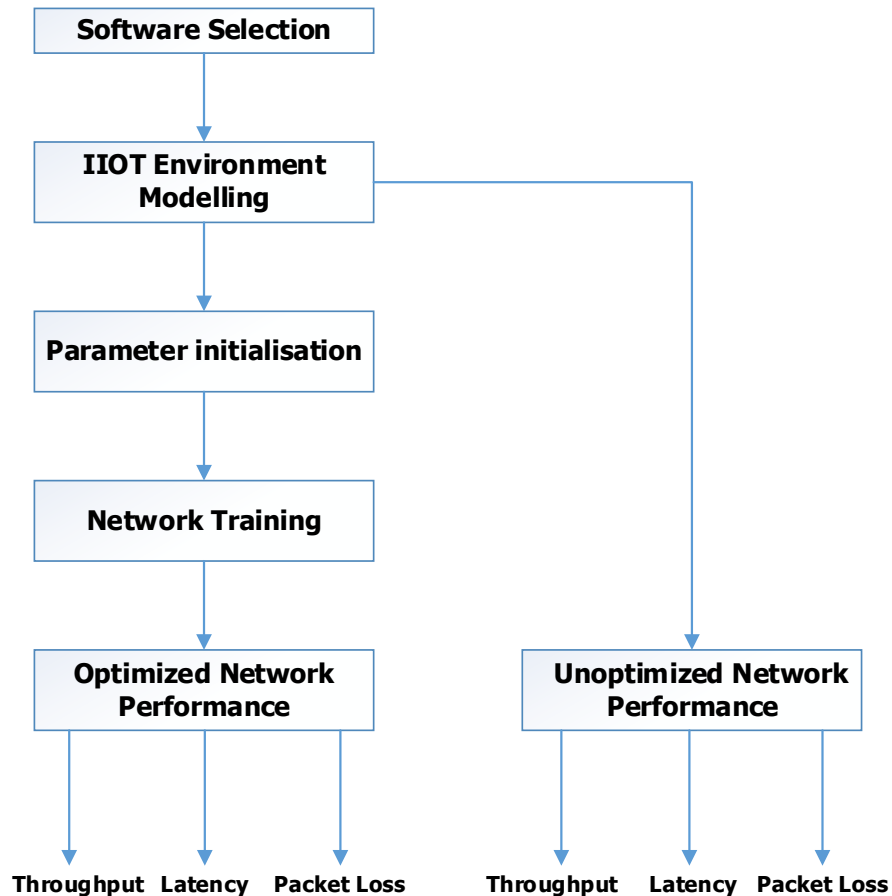 Software Selection
IIOT Environment
Modelling
Parameter initialisation
Network Training
Optimized Network
Performance
Unoptimized Network
Performance
Throughput Latency Packet Loss
Throughput Latency Packet Loss